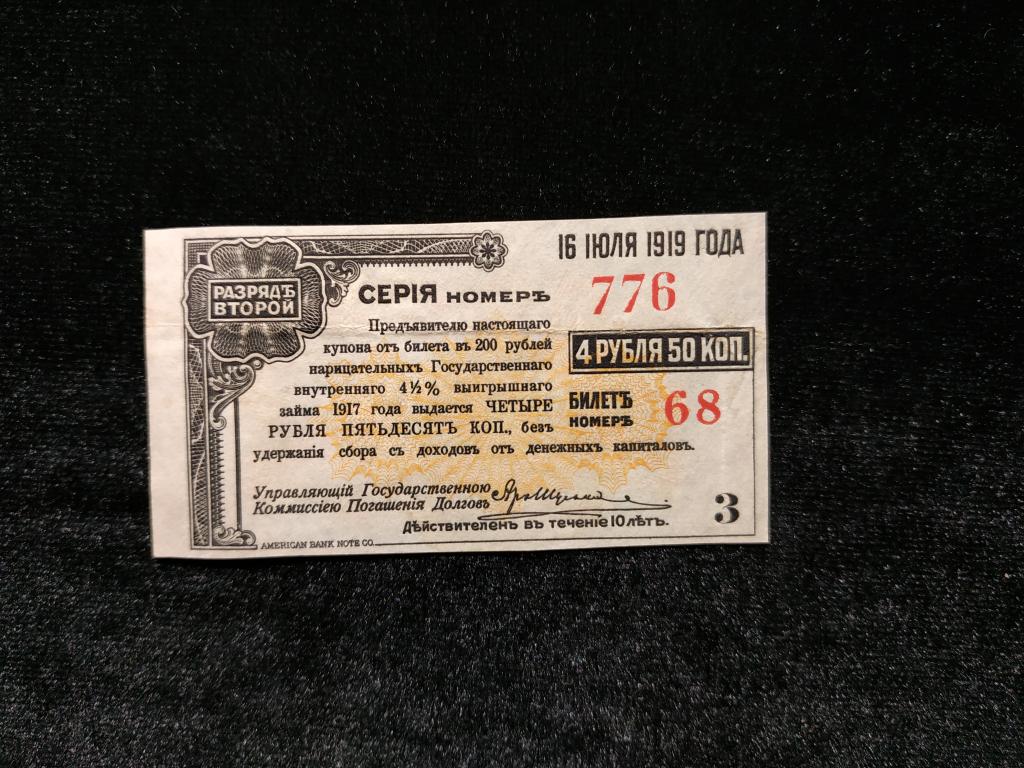 16 ІЮЛЯ 1919 ГОДА
РАЗРЯДЪ
ВТОРОЙ
СЕРІЯ НОМЕРЪ 776
Предъявителю настоящаго
купона отъ билета въ 200 рублей
нарицательныхъ Государственнаго
внутренняго 4½% выигрышнаго
займа 1917 года выдается ЧЕТЫРЕ
РУБЛЯ ПЯТЬДЕСЯТЪ КОП., безъ
удержанія сбора съ доходовъ отъ денежныхъ капиталовъ.
4 РУБЛЯ 50 КОП.
БИЛЕТЪ
НОМЕРЪ 68
Управляющій Государственною
Коммиссіею Погашенія Долговъ
Дѣйствителенъ въ теченіе 10 лѣтъ.
3
AMERICAN BANK NOTE CO.